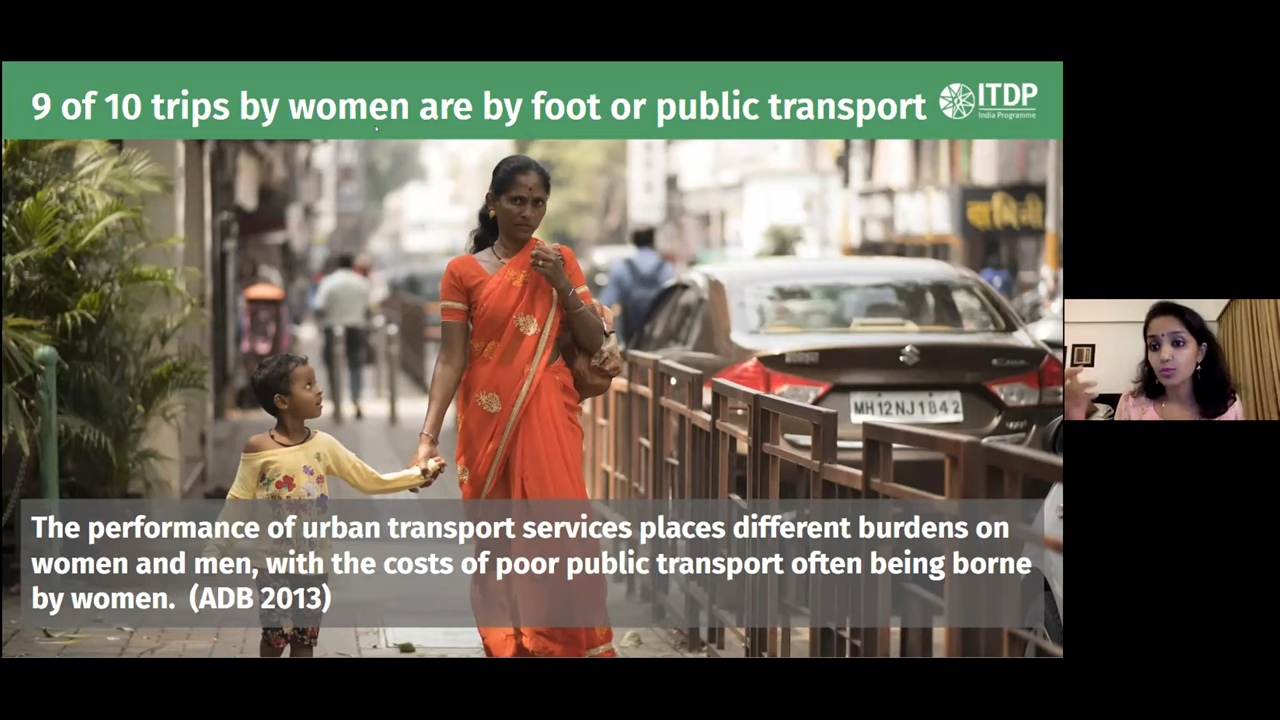 9 of 10 trips by women are by foot or public transport
ITDP
India Programme
MH12NJ1842
The performance of urban transport services places different burdens on
women and men, with the costs of poor public transport often being borne
by women. (ADB 2013)